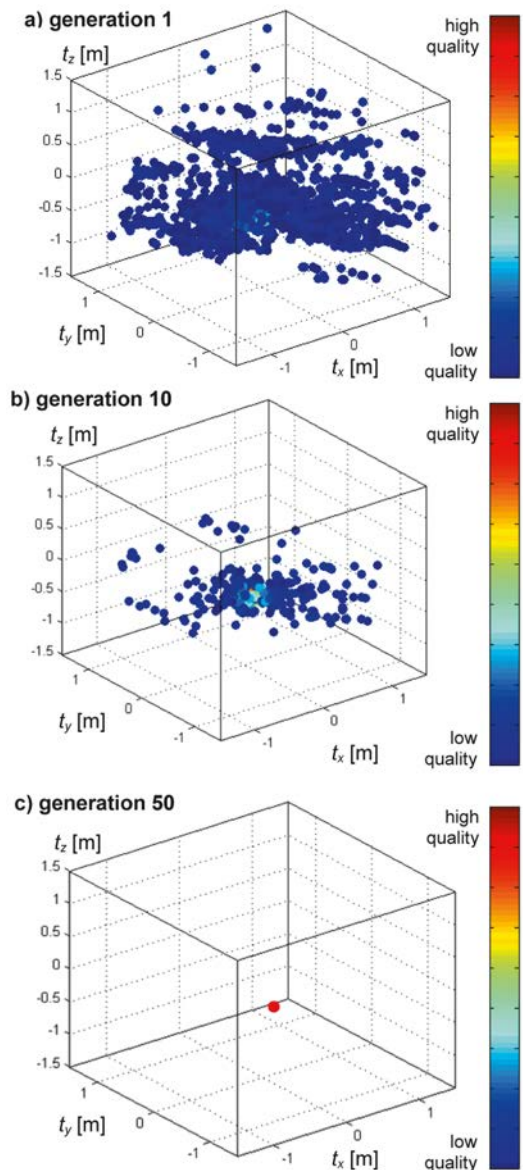 a) generation 1
high
quality
t_z [m]
1.5
1
0.5
0
-0.5
-1
-1.5
1
0
-1
t_y [m]
-1
0
1
t_x [m]
low
quality
b) generation 10
high
quality
t_z [m]
1.5
1
0.5
0
-0.5
-1
-1.5
1
0
-1
t_y [m]
-1
0
1
t_x [m]
low
quality
c) generation 50
high
quality
t_z [m]
1.5
1
0.5
0
-0.5
-1
-1.5
1
0
-1
t_y [m]
-1
0
1
t_x [m]
low
quality